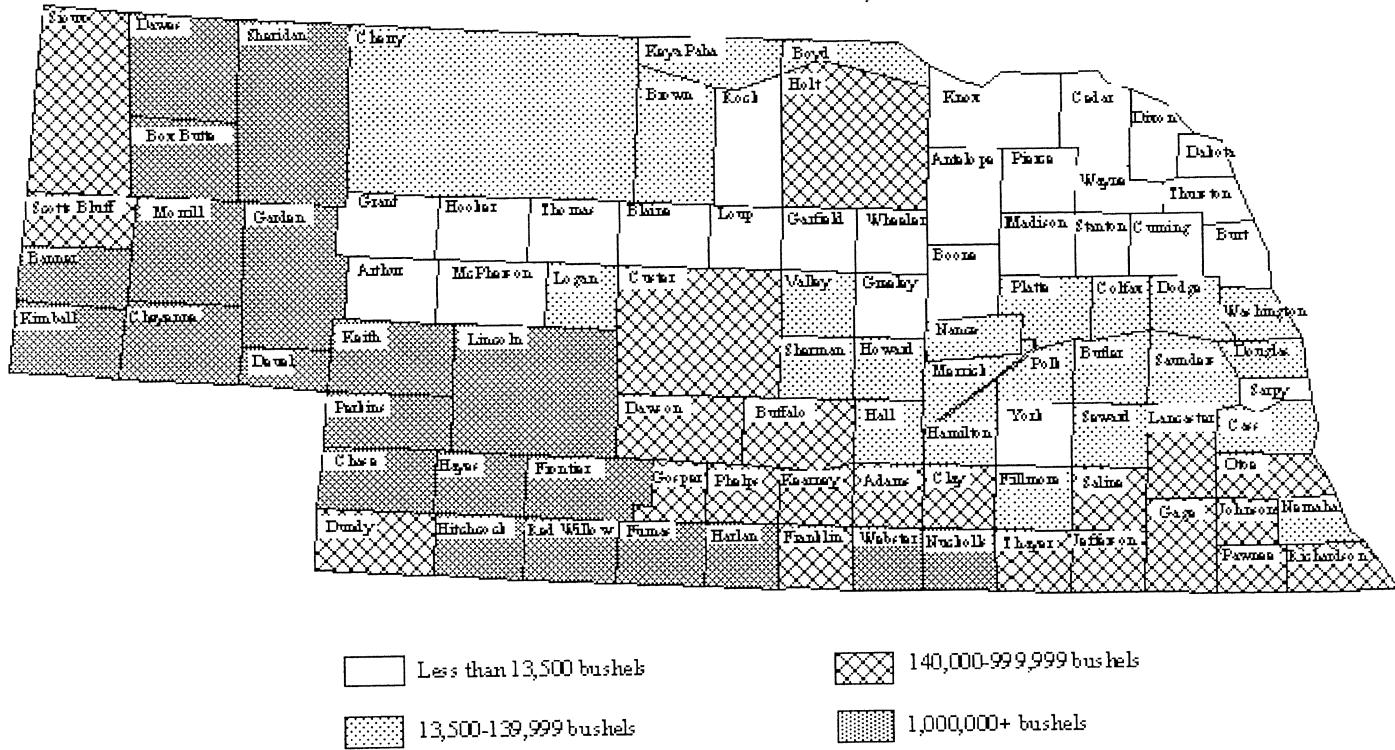 Sioux
Dawes
Sheridan
Cherry
Keya Paha
Boyd
Brown
Rock
Holt
Knox
Cedar
Dixon
Dakota
Box Butte
Antelope
Pierce
Wayne
Thurston
Scotts Bluff
Morrill
Garden
Grant
Hooker
Thomas
Blaine
Loup
Garfield
Wheeler
Madison
Stanton
Cuming
Burt
Banner
Arthur
McPherson
Logan
Custer
Valley
Greeley
Boone
Platte
Colfax
Dodge
Washington
Kimball
Cheyenne
Keith
Lincoln
Nance
Deuel
Sherman
Howard
Merrick
Polk
Butler
Saunders
Douglas
Sarpy
Perkins
Dawson
Buffalo
Hall
Hamilton
York
Seward
Lancaster
Cass
Chase
Hayes
Frontier
Gosper
Phelps
Kearney
Adams
Clay
Fillmore
Saline
Otoe
Gage
Johnson
Nemaha
Dundy
Hitchcock
Red Willow
Furnas
Harlan
Franklin
Webster
Nuckolls
Thayer
Jefferson
Pawnee
Richardson
Less than 13,500 bushels
140,000-999,999 bushels
13,500-139,999 bushels
1,000,000+ bushels